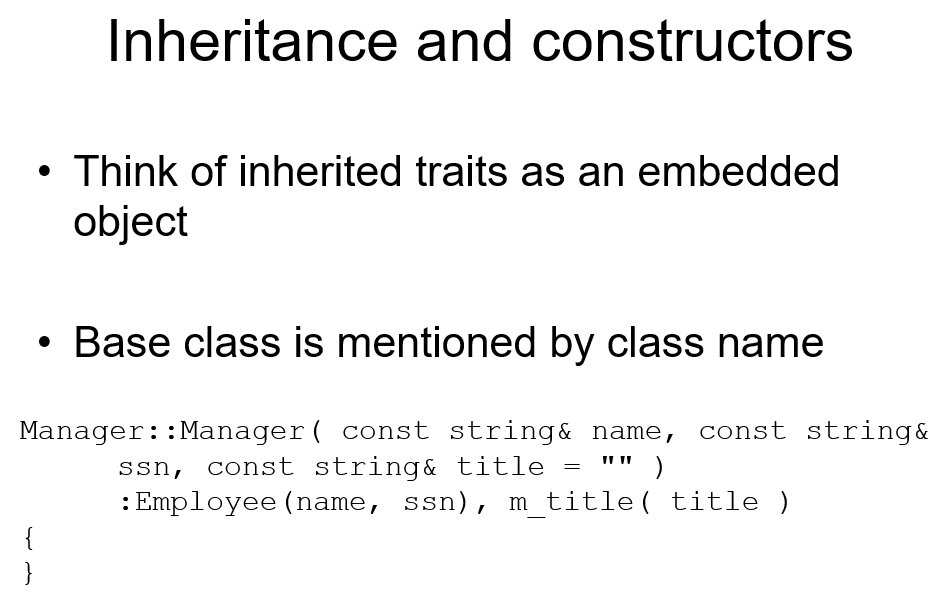 Inheritance and constructors
• Think of inherited traits as an embedded
object
• Base class is mentioned by class name
Manager::Manager( const string& name, const string&
ssn, const string& title = "" )
:Employee(name, ssn), m_title( title )
{
}